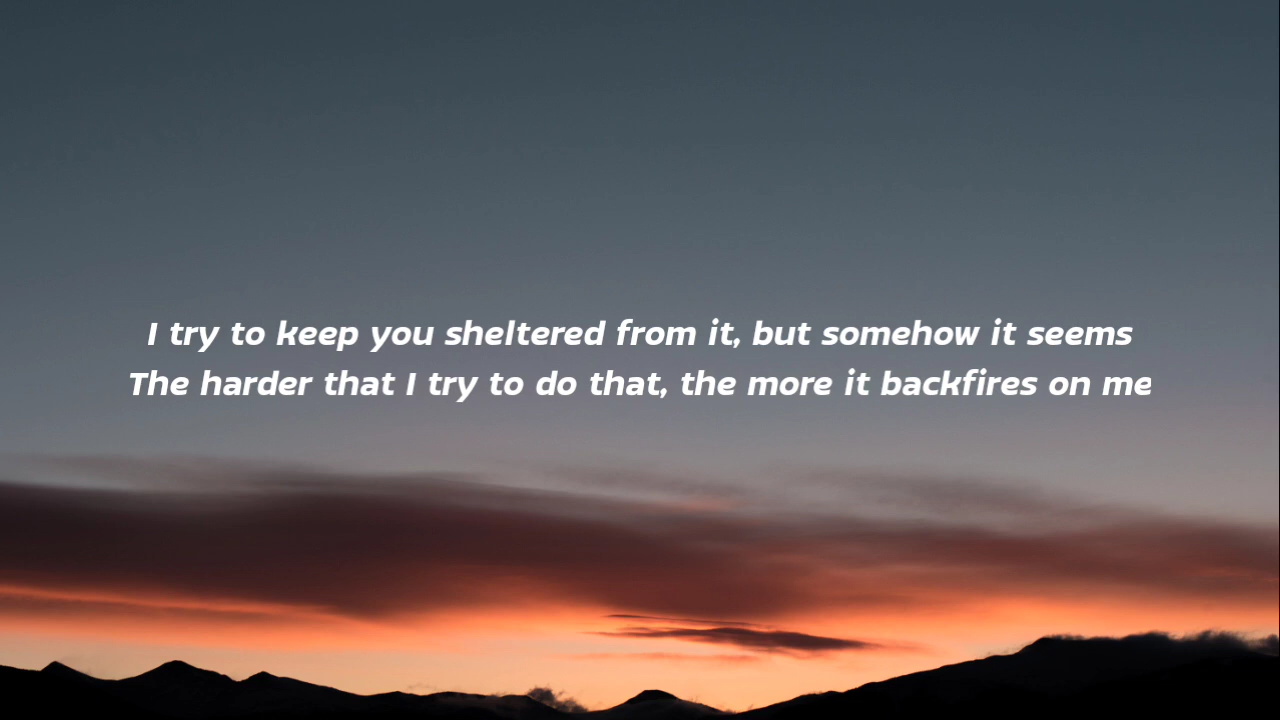 I try to keep you sheltered from it, but somehow it seems
The harder that I try to do that, the more it backfires on me